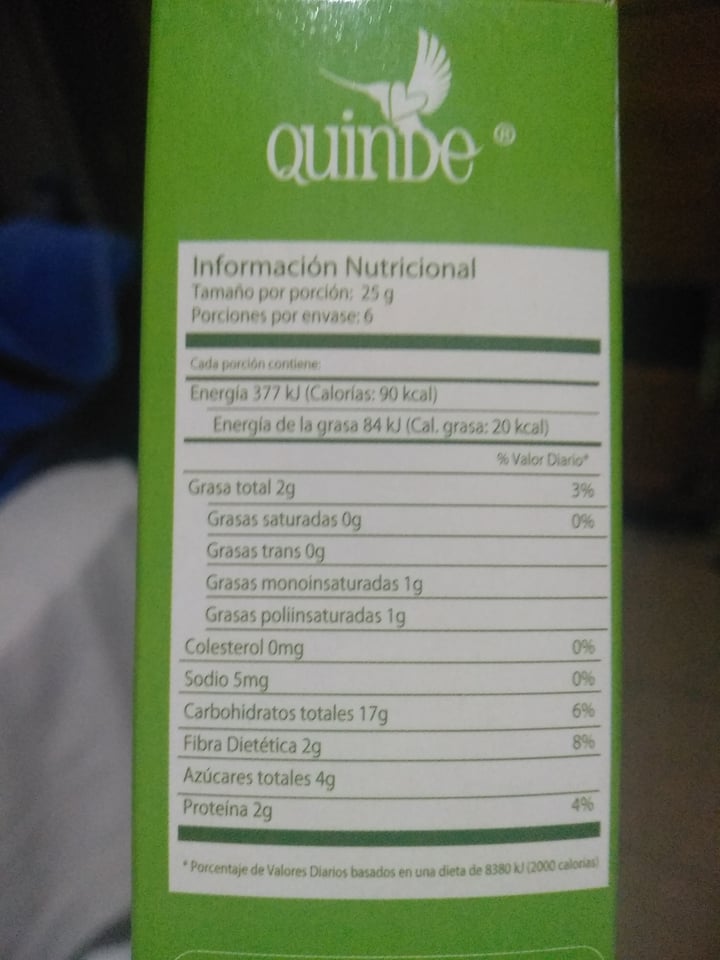 Quinde ®
Información Nutricional
Tamaño por porción: 25 g
Porciones por envase: 6
Cada porción contiene:
Energía 377 kJ (Calorías: 90 kcal)
Energía de la grasa 84 kJ (Cal. grasa: 20 kcal)
% Valor Diario*
Grasa total 2g 3%
Grasas saturadas 0g 0%
Grasas trans 0g
Grasas monoinsaturadas 1g
Grasas poliinsaturadas 1g
Colesterol 0mg 0%
Sodio 5mg 0%
Carbohidratos totales 17g 6%
Fibra Dietética 2g 8%
Azúcares totales 4g
Proteína 2g 4%
* Porcentaje de Valores Diarios basados en una dieta de 8380 kJ (2000 calorías)